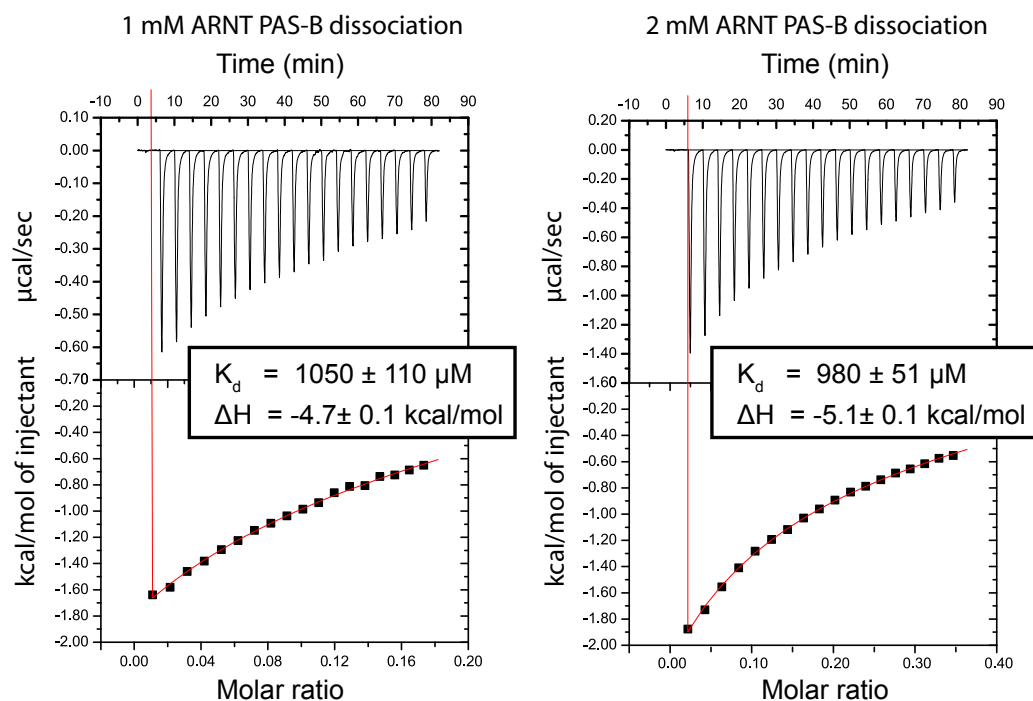 1 mM ARNT PAS-B dissociation
Time (min)
-10 0 10 20 30 40 50 60 70 80 90
0.10
0.00
-0.10
-0.20
-0.30
-0.40
-0.50
-0.60
-0.70
µcal/sec
K_d = 1050 ± 110 µM
ΔH = -4.7± 0.1 kcal/mol
-0.20
-0.40
-0.60
-0.80
-1.00
-1.20
-1.40
-1.60
-1.80
-2.00
kcal/mol of injectant
0.00 0.04 0.08 0.12 0.16 0.20
Molar ratio
2 mM ARNT PAS-B dissociation
Time (min)
-10 0 10 20 30 40 50 60 70 80 90
0.20
0.00
-0.20
-0.40
-0.60
-0.80
-1.00
-1.20
-1.40
-1.60
µcal/sec
K_d = 980 ± 51 µM
ΔH = -5.1± 0.1 kcal/mol
-0.20
-0.40
-0.60
-0.80
-1.00
-1.20
-1.40
-1.60
-1.80
-2.00
kcal/mol of injectant
0.00 0.10 0.20 0.30 0.40
Molar ratio